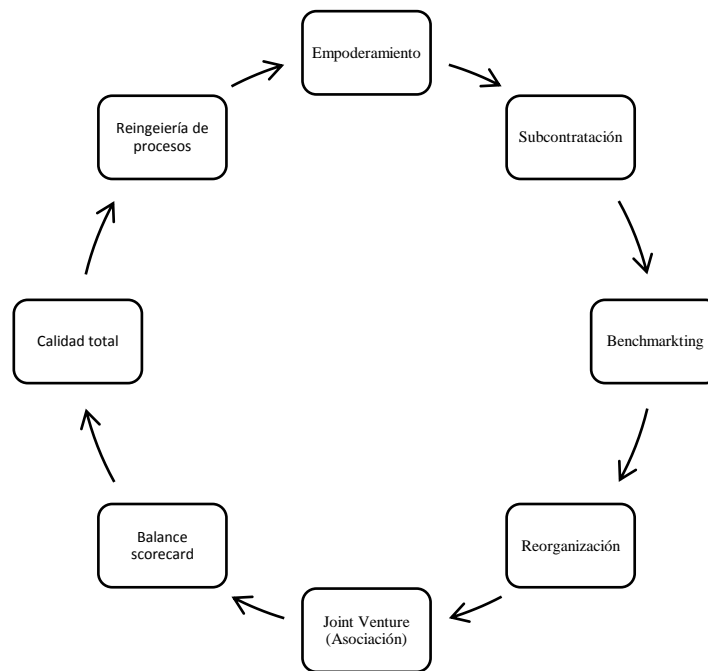 Empoderamiento
Subcontratación
Benchmarkting
Reorganización
Joint Venture
(Asociación)
Balance
scorecard
Calidad total
Reingeiería de
procesos